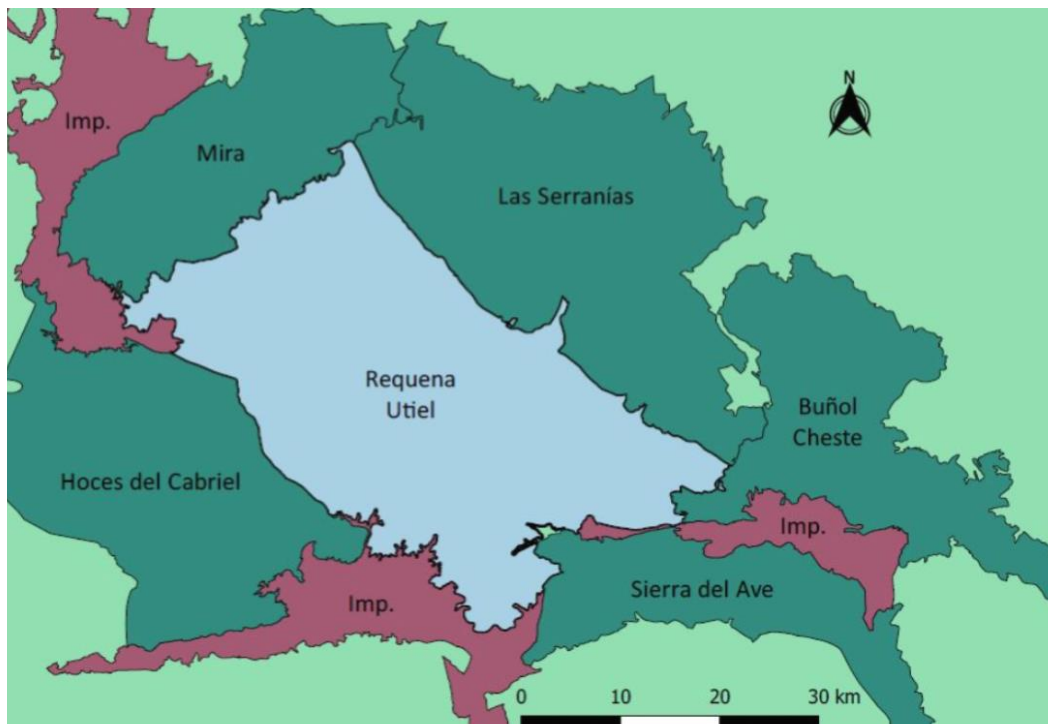 N
Imp.
Mira
Las Serranías
Requena
Utiel
Buñol
Cheste
Hoces del Cabriel
Imp.
Sierra del Ave
Imp.
0 10 20 30 km